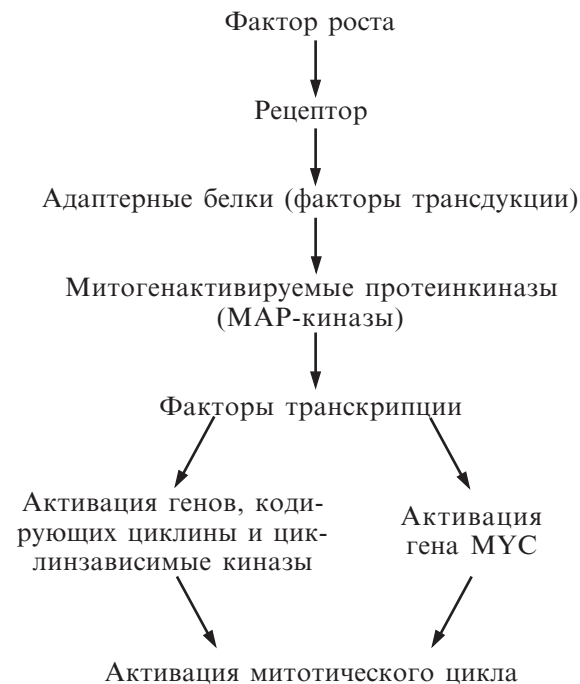 Фактор роста
Рецептор
Адаптерные белки (факторы трансдукции)
Митогенактивируемые протеинкиназы
(МАР-киназы)
Факторы транскрипции
Активация генов, коди-
рующих циклины и цик-
линзависимые киназы
Активация
гена MYC
Активация митотического цикла